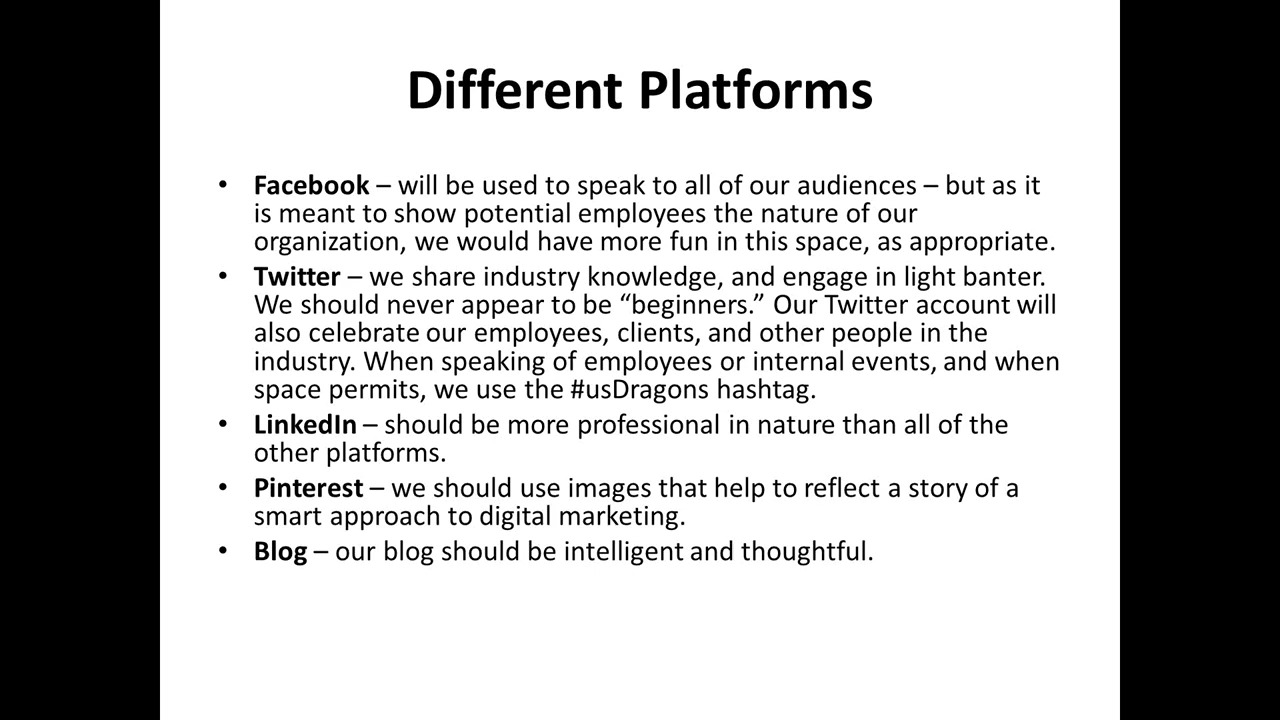 Different Platforms
• Facebook – will be used to speak to all of our audiences – but as it
is meant to show potential employees the nature of our
organization, we would have more fun in this space, as appropriate.
• Twitter – we share industry knowledge, and engage in light banter.
We should never appear to be “beginners.” Our Twitter account will
also celebrate our employees, clients, and other people in the
industry. When speaking of employees or internal events, and when
space permits, we use the #usDragons hashtag.
• LinkedIn – should be more professional in nature than all of the
other platforms.
• Pinterest – we should use images that help to reflect a story of a
smart approach to digital marketing.
• Blog – our blog should be intelligent and thoughtful.